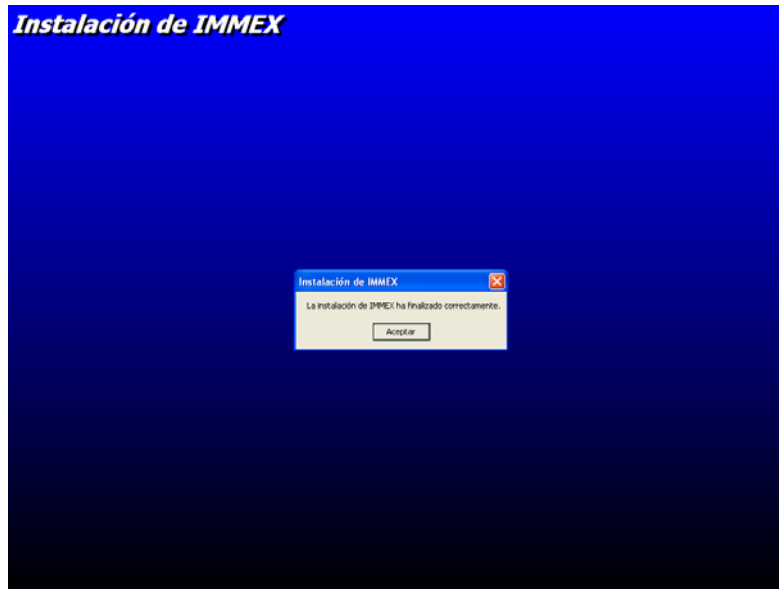 Instalación de IMMEX
Instalación de IMMEX
La instalación de IMMEX ha finalizado correctamente.
Aceptar